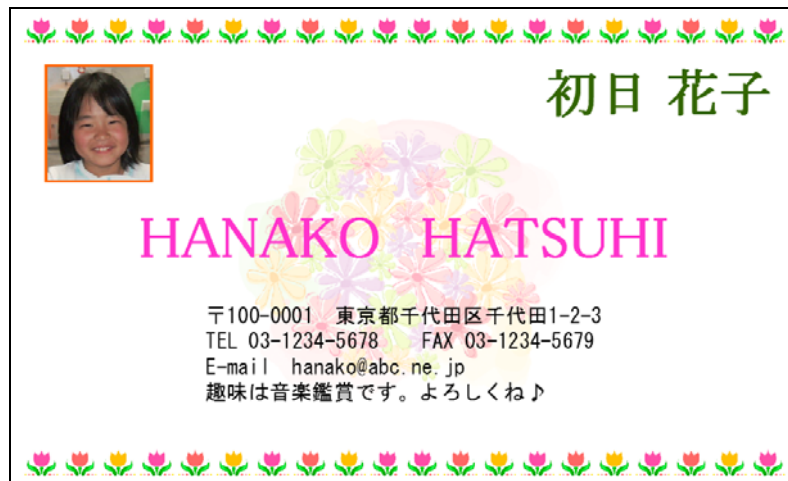 初日 花子
HANAKO HATSUHI
〒100-0001 東京都千代田区千代田1-2-3
TEL 03-1234-5678 FAX 03-1234-5679
E-mail hanako@abc.ne.jp
趣味は音楽鑑賞です。よろしくね♪